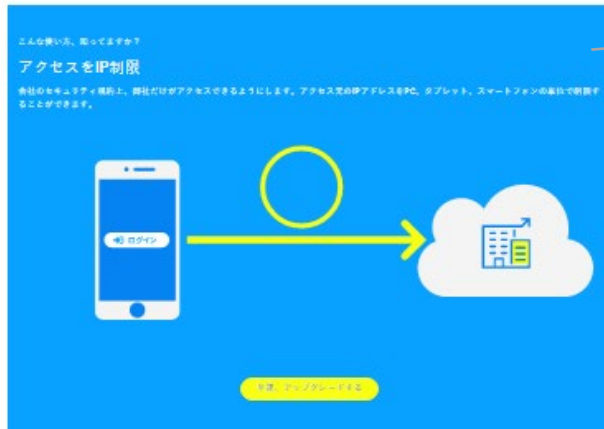 こんな使い方、知ってますか？
アクセスをIP制限
会社のセキュリティ規約上、御社だけがアクセスできるようにします。アクセス元のIPアドレスをPC、タブレット、スマートフォンの単位で制限す
ることができます。
ログイン
アップグレードする